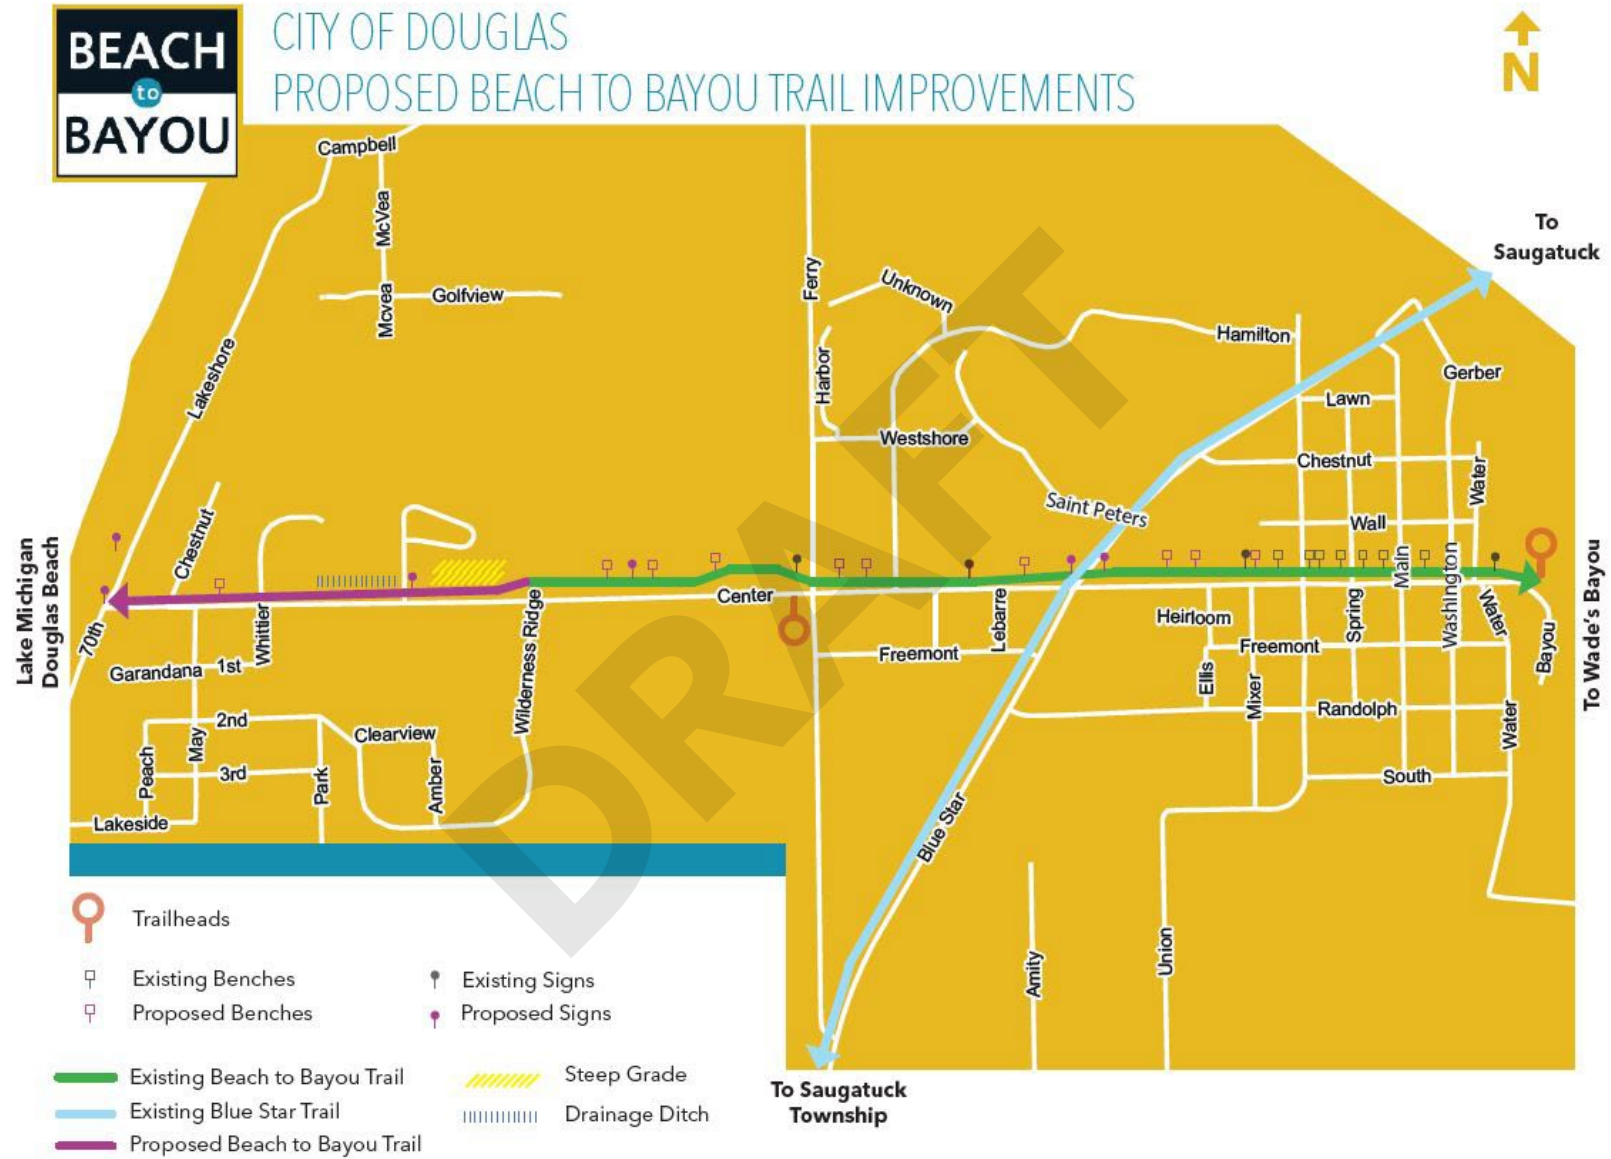 BEACH
to
BAYOU
CITY OF DOUGLAS
PROPOSED BEACH TO BAYOU TRAIL IMPROVEMENTS
N
Campbell
McVea
Mcvea
Golfview
Lakeshore
Ferry
Unknown
Harbor
Hamilton
To
Saugatuck
Gerber
Lawn
Westshore
Chestnut
Water
Saint Peters
Wall
Chestnut
Lake Michigan
Douglas Beach
70th
Whittier
Center
Wilderness Ridge
Lebarre
Freemont
Heirloom
Ellis
Mixer
Freemont
Spring
Main
Washington
Water
Bayou
To Wade's Bayou
Garandana
1st
2nd
May
Peach
3rd
Park
Clearview
Amber
Lakeside
Randolph
Water
South
Blue Star
Amity
Union
DRAFT
Trailheads
Existing Benches
Existing Signs
Proposed Benches
Proposed Signs
Existing Beach to Bayou Trail
Steep Grade
Existing Blue Star Trail
Drainage Ditch
Proposed Beach to Bayou Trail
To Saugatuck
Township